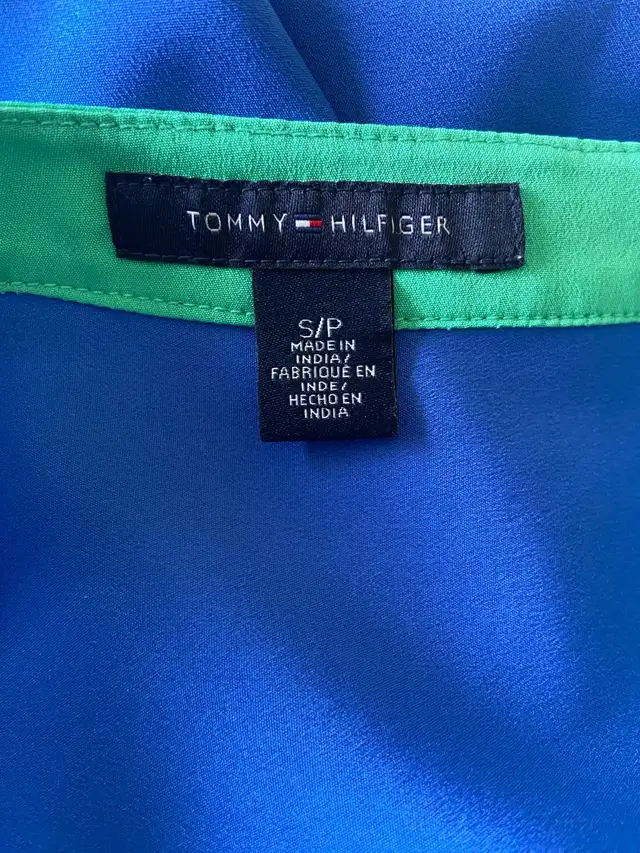 TOMMY HILFIGER
S/P
MADE IN
INDIA/
FABRIQUÉ EN
INDE/
HECHO EN
INDIA